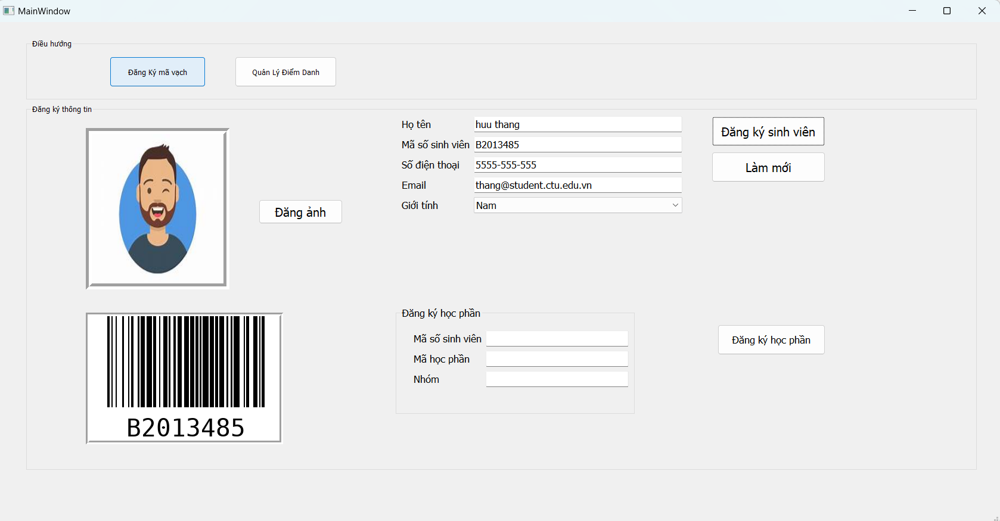 MainWindow
Điều hướng
Đăng Ký mã vạch
Quản Lý Điểm Danh
Đăng ký thông tin
Họ tên
huu thang
Mã số sinh viên
B2013485
Số điện thoại
5555-555-555
Email
thang@student.ctu.edu.vn
Giới tính
Nam
Đăng ký sinh viên
Làm mới
Đăng ảnh
B2013485
Đăng ký học phần
Mã số sinh viên
Mã học phần
Nhóm
Đăng ký học phần